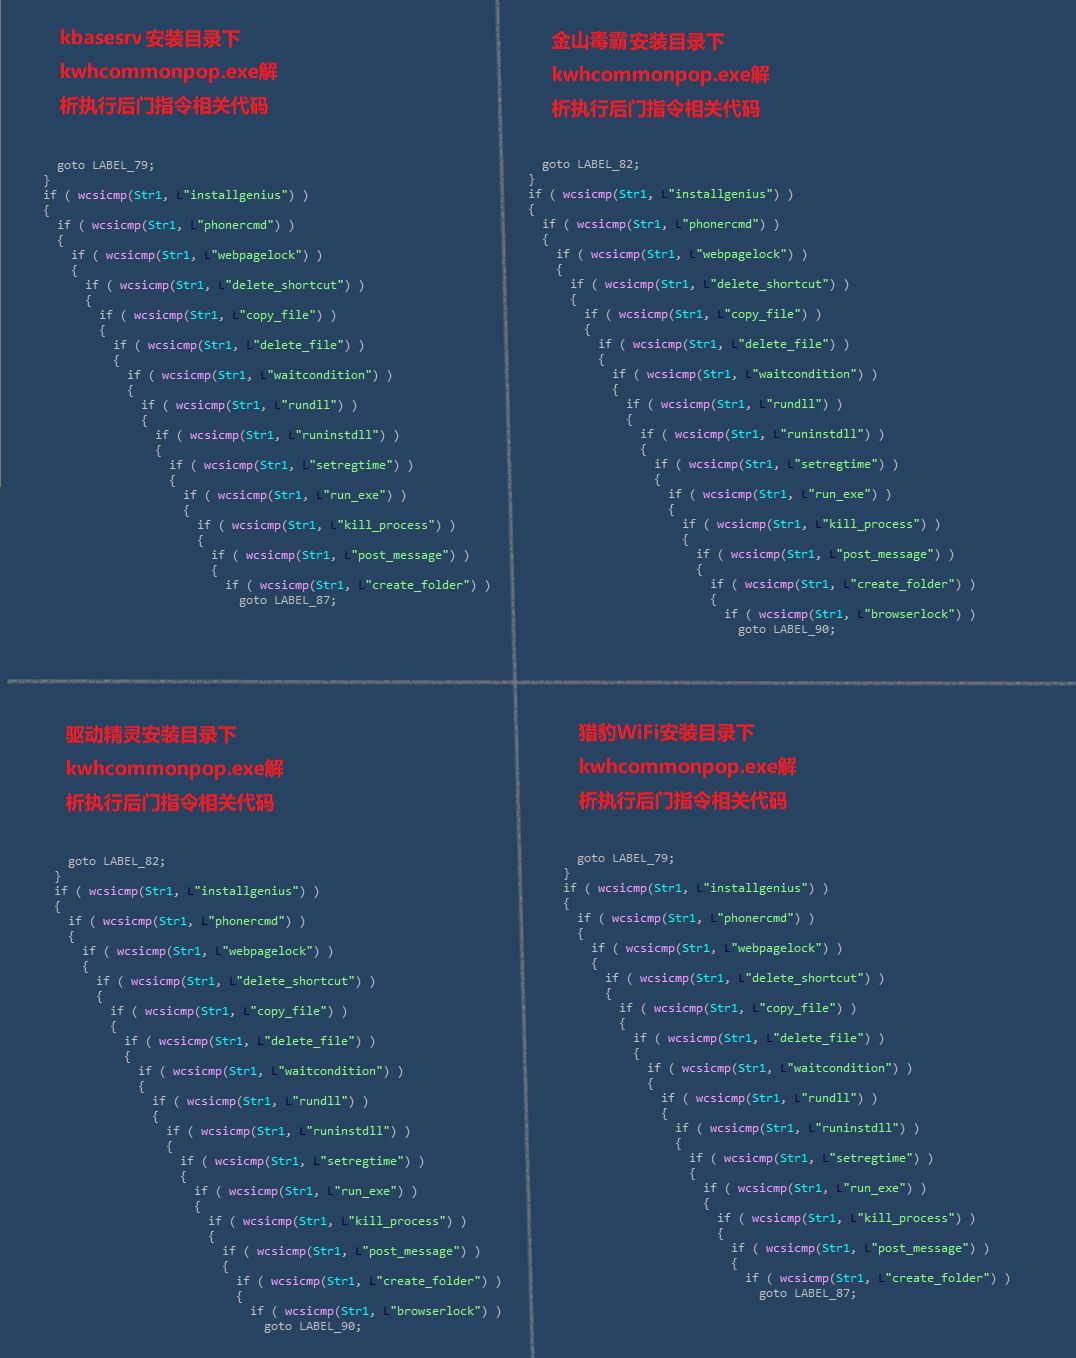 kbasesrv 安装目录下
kwhcommonpop.exe解
析执行后门指令相关代码
goto LABEL_79;
}
if ( wcsicmp(Str1, L"installgenius") )
{
if ( wcsicmp(Str1, L"phonercmd") )
{
if ( wcsicmp(Str1, L"webpagelock") )
{
if ( wcsicmp(Str1, L"delete_shortcut") )
{
if ( wcsicmp(Str1, L"copy_file") )
{
if ( wcsicmp(Str1, L"delete_file") )
{
if ( wcsicmp(Str1, L"waitcondition") )
{
if ( wcsicmp(Str1, L"rundll") )
{
if ( wcsicmp(Str1, L"runinstdll") )
{
if ( wcsicmp(Str1, L"setregtime") )
{
if ( wcsicmp(Str1, L"run_exe") )
{
if ( wcsicmp(Str1, L"kill_process") )
{
if ( wcsicmp(Str1, L"post_message") )
{
if ( wcsicmp(Str1, L"create_folder") )
goto LABEL_87;
金山毒霸安装目录下
kwhcommonpop.exe解
析执行后门指令相关代码
goto LABEL_82;
}
if ( wcsicmp(Str1, L"installgenius") )
{
if ( wcsicmp(Str1, L"phonercmd") )
{
if ( wcsicmp(Str1, L"webpagelock") )
{
if ( wcsicmp(Str1, L"delete_shortcut") )
{
if ( wcsicmp(Str1, L"copy_file") )
{
if ( wcsicmp(Str1, L"delete_file") )
{
if ( wcsicmp(Str1, L"waitcondition") )
{
if ( wcsicmp(Str1, L"rundll") )
{
if ( wcsicmp(Str1, L"runinstdll") )
{
if ( wcsicmp(Str1, L"setregtime") )
{
if ( wcsicmp(Str1, L"run_exe") )
{
if ( wcsicmp(Str1, L"kill_process") )
{
if ( wcsicmp(Str1, L"post_message") )
{
if ( wcsicmp(Str1, L"create_folder") )
{
if ( wcsicmp(Str1, L"browserlock") )
goto LABEL_90;
驱动精灵安装目录下
kwhcommonpop.exe解
析执行后门指令相关代码
goto LABEL_82;
}
if ( wcsicmp(Str1, L"installgenius") )
{
if ( wcsicmp(Str1, L"phonercmd") )
{
if ( wcsicmp(Str1, L"webpagelock") )
{
if ( wcsicmp(Str1, L"delete_shortcut") )
{
if ( wcsicmp(Str1, L"copy_file") )
{
if ( wcsicmp(Str1, L"delete_file") )
{
if ( wcsicmp(Str1, L"waitcondition") )
{
if ( wcsicmp(Str1, L"rundll") )
{
if ( wcsicmp(Str1, L"runinstdll") )
{
if ( wcsicmp(Str1, L"setregtime") )
{
if ( wcsicmp(Str1, L"run_exe") )
{
if ( wcsicmp(Str1, L"kill_process") )
{
if ( wcsicmp(Str1, L"post_message") )
{
if ( wcsicmp(Str1, L"create_folder") )
{
if ( wcsicmp(Str1, L"browserlock") )
goto LABEL_90;
猎豹WiFi安装目录下
kwhcommonpop.exe解
析执行后门指令相关代码
goto LABEL_79;
}
if ( wcsicmp(Str1, L"installgenius") )
{
if ( wcsicmp(Str1, L"phonercmd") )
{
if ( wcsicmp(Str1, L"webpagelock") )
{
if ( wcsicmp(Str1, L"delete_shortcut") )
{
if ( wcsicmp(Str1, L"copy_file") )
{
if ( wcsicmp(Str1, L"delete_file") )
{
if ( wcsicmp(Str1, L"waitcondition") )
{
if ( wcsicmp(Str1, L"rundll") )
{
if ( wcsicmp(Str1, L"runinstdll") )
{
if ( wcsicmp(Str1, L"setregtime") )
{
if ( wcsicmp(Str1, L"run_exe") )
{
if ( wcsicmp(Str1, L"kill_process") )
{
if ( wcsicmp(Str1, L"post_message") )
{
if ( wcsicmp(Str1, L"create_folder") )
goto LABEL_87;